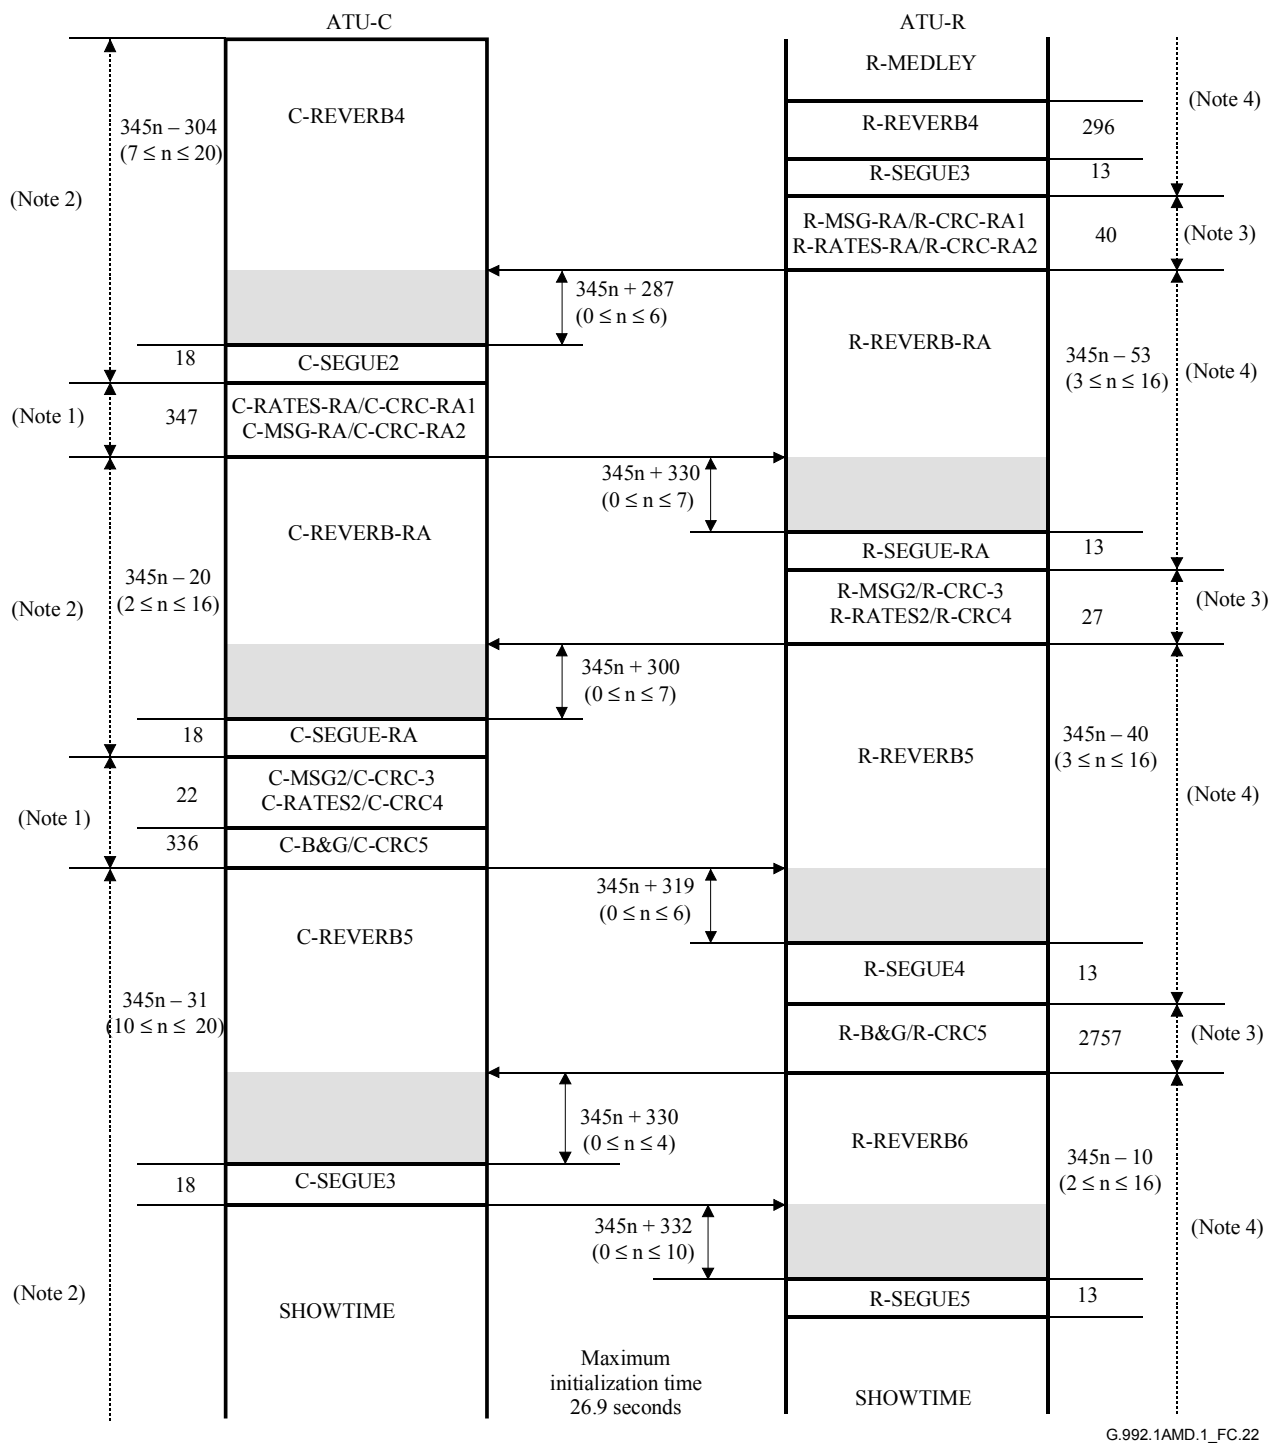 ATU-C
ATU-R
R-MEDLEY
(Note 4)
C-REVERB4
345n – 304
(7 ≤ n ≤ 20)
R-REVERB4
296
R-SEGUE3
13
(Note 2)
R-MSG-RA/R-CRC-RA1
R-RATES-RA/R-CRC-RA2
40
(Note 3)
345n + 287
(0 ≤ n ≤ 6)
R-REVERB-RA
345n – 53
(3 ≤ n ≤ 16)
(Note 4)
18
C-SEGUE2
(Note 1)
347
C-RATES-RA/C-CRC-RA1
C-MSG-RA/C-CRC-RA2
345n + 330
(0 ≤ n ≤ 7)
C-REVERB-RA
R-SEGUE-RA
13
345n – 20
(2 ≤ n ≤ 16)
(Note 2)
R-MSG2/R-CRC-3
R-RATES2/R-CRC4
27
(Note 3)
345n + 300
(0 ≤ n ≤ 7)
18
C-SEGUE-RA
R-REVERB5
345n – 40
(3 ≤ n ≤ 16)
(Note 4)
C-MSG2/C-CRC-3
C-RATES2/C-CRC4
22
(Note 1)
336
C-B&G/C-CRC5
345n + 319
(0 ≤ n ≤ 6)
C-REVERB5
R-SEGUE4
13
345n – 31
(10 ≤ n ≤ 20)
R-B&G/R-CRC5
2757
(Note 3)
345n + 330
(0 ≤ n ≤ 4)
R-REVERB6
345n – 10
(2 ≤ n ≤ 16)
18
C-SEGUE3
345n + 332
(0 ≤ n ≤ 10)
(Note 4)
(Note 2)
R-SEGUE5
13
SHOWTIME
Maximum
initialization time
26.9 seconds
SHOWTIME
G.992.1AMD.1_FC.22